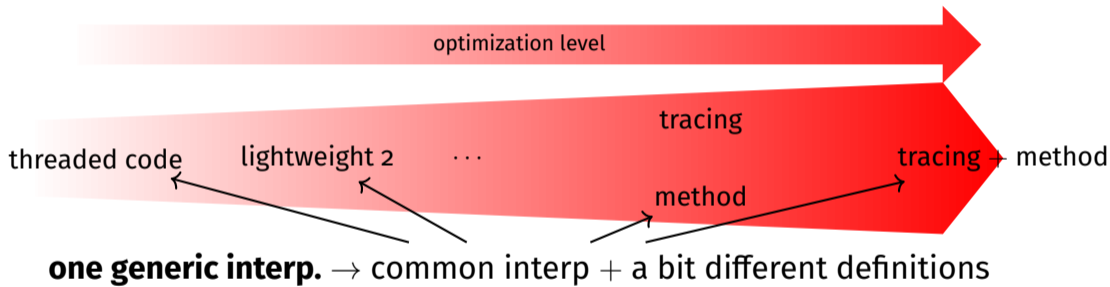 optimization level
tracing
threaded code lightweight 2 ··· tracing + method
method
one generic interp. → common interp + a bit different definitions